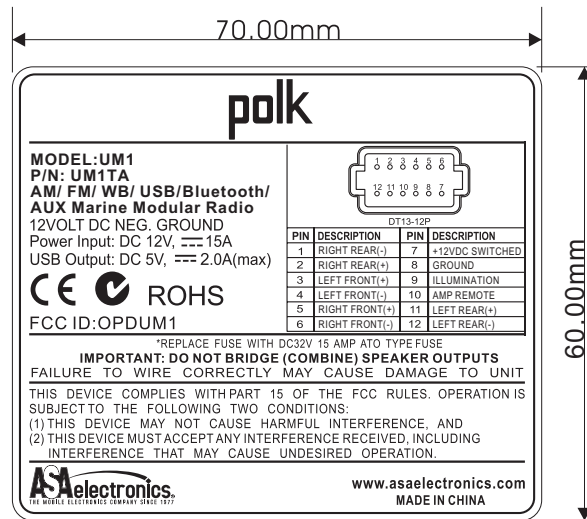 70.00mm
60.00mm
polk
MODEL:UM1
P/N: UM1TA
AM/ FM/ WB/ USB/Bluetooth/
AUX Marine Modular Radio
12VOLT DC NEG. GROUND
Power Input: DC 12V, ⎓ 15A
USB Output: DC 5V, ⎓ 2.0A(max)
CE ROHS
FCC ID:OPDUM1
1 2 3 4 5 6
12 11 10 9 8 7
DT13-12P
PIN DESCRIPTION PIN DESCRIPTION
1 RIGHT REAR(-) 7 +12VDC SWITCHED
2 RIGHT REAR(+) 8 GROUND
3 LEFT FRONT(+) 9 ILLUMINATION
4 LEFT FRONT(-) 10 AMP REMOTE
5 RIGHT FRONT(+) 11 LEFT REAR(+)
6 RIGHT FRONT(-) 12 LEFT REAR(-)
*REPLACE FUSE WITH DC32V 15 AMP ATO TYPE FUSE
IMPORTANT: DO NOT BRIDGE (COMBINE) SPEAKER OUTPUTS
FAILURE TO WIRE CORRECTLY MAY CAUSE DAMAGE TO UNIT
THIS DEVICE COMPLIES WITH PART 15 OF THE FCC RULES. OPERATION IS
SUBJECT TO THE FOLLOWING TWO CONDITIONS:
(1) THIS DEVICE MAY NOT CAUSE HARMFUL INTERFERENCE, AND
(2) THIS DEVICE MUST ACCEPT ANY INTERFERENCE RECEIVED, INCLUDING
INTERFERENCE THAT MAY CAUSE UNDESIRED OPERATION.
ASA electronics.
THE MOBILE ELECTRONICS COMPANY SINCE 1977
www.asaelectronics.com
MADE IN CHINA